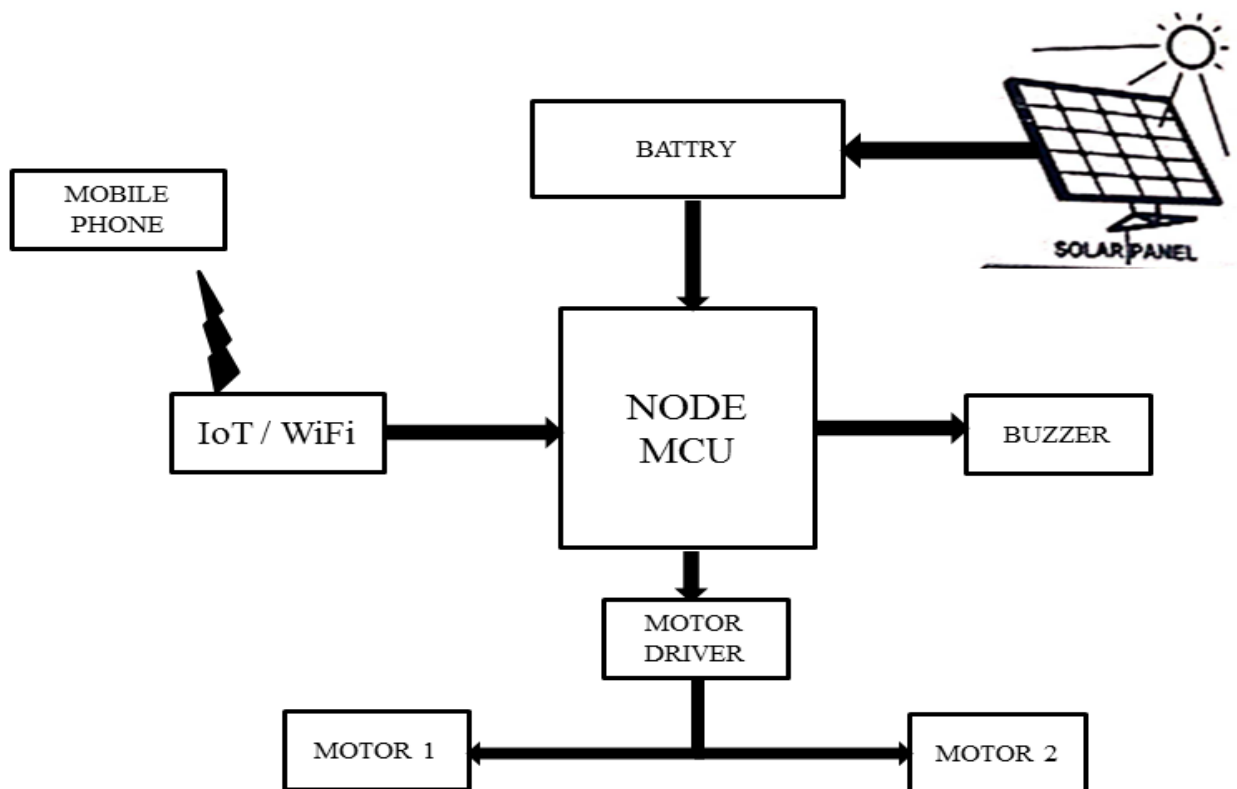 BATTRY
SOLAR PANEL
MOBILE
PHONE
NODE
MCU
IoT / WiFi
BUZZER
MOTOR
DRIVER
MOTOR 1
MOTOR 2